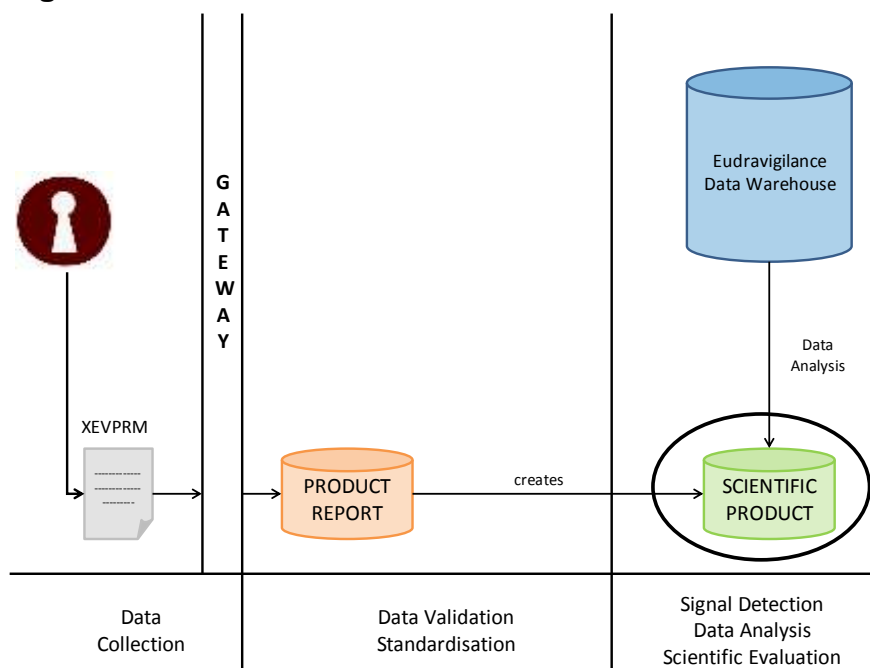 Eudravigilance
Data Warehouse
G
A
T
E
W
A
Y
Data
Analysis
XEVPRM
PRODUCT
REPORT
creates
SCIENTIFIC
PRODUCT
Data
Collection
Data Validation
Standardisation
Signal Detection
Data Analysis
Scientific Evaluation